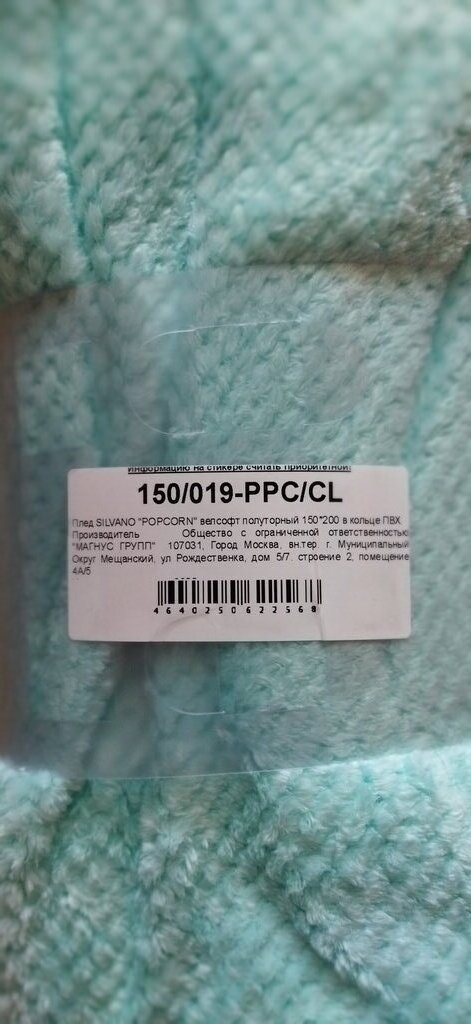 Информацию на стикере считать приоритетной!
150/019-PPC/CL
Плед SILVANO "POPCORN" велсофт полуторный 150*200 в кольце ПВХ
Производитель Общество с ограниченной ответственностью
"МАГНУС ГРУПП" 107031, Город Москва, вн.тер. г. Муниципальный
Округ Мещанский, ул Рождественка, дом 5/7. строение 2, помещение
4А/5
4640250622568